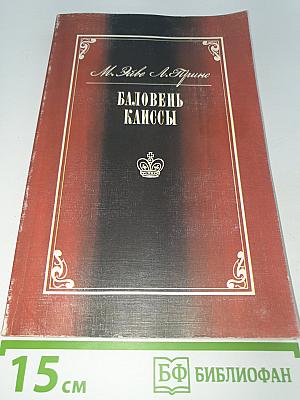 М. Эйве Л. Принс
БАЛОВЕНЬ
КАИССЫ
15 см
БФ БИБЛИОФАН